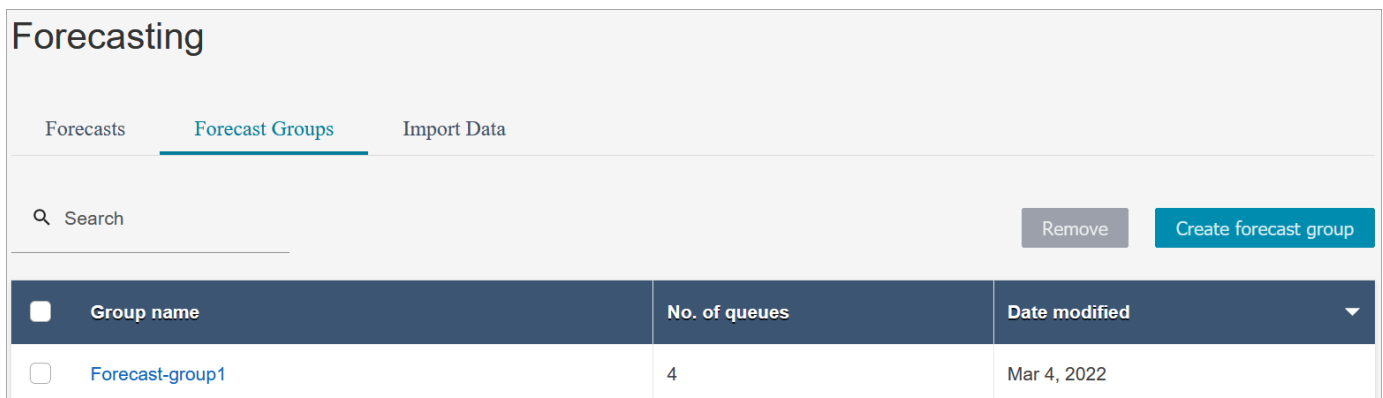 Forecasting
Forecasts Forecast Groups Import Data
Search Remove Create forecast group
Group name No. of queues Date modified
Forecast-group1 4 Mar 4, 2022